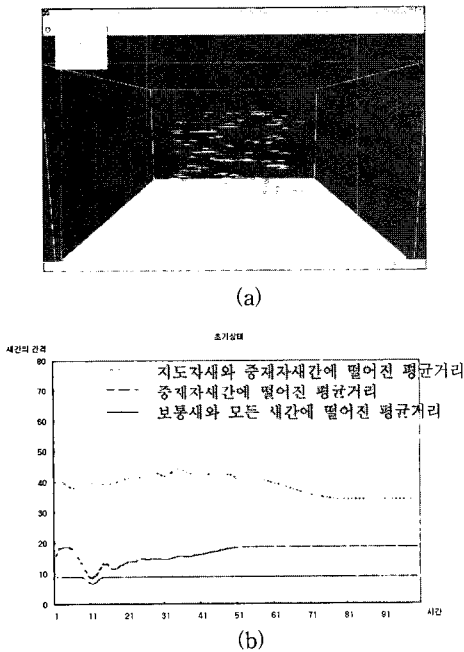 (a)
초기상태
새간의 간격
80
70
60
50
40
30
20
10
0
지도자새와 중재자새간에 떨어진 평균거리
중재자새간에 떨어진 평균거리
보통새와 모든 새간에 떨어진 평균거리
1 11 21 31 41 51 61 71 81 91
시간
(b)